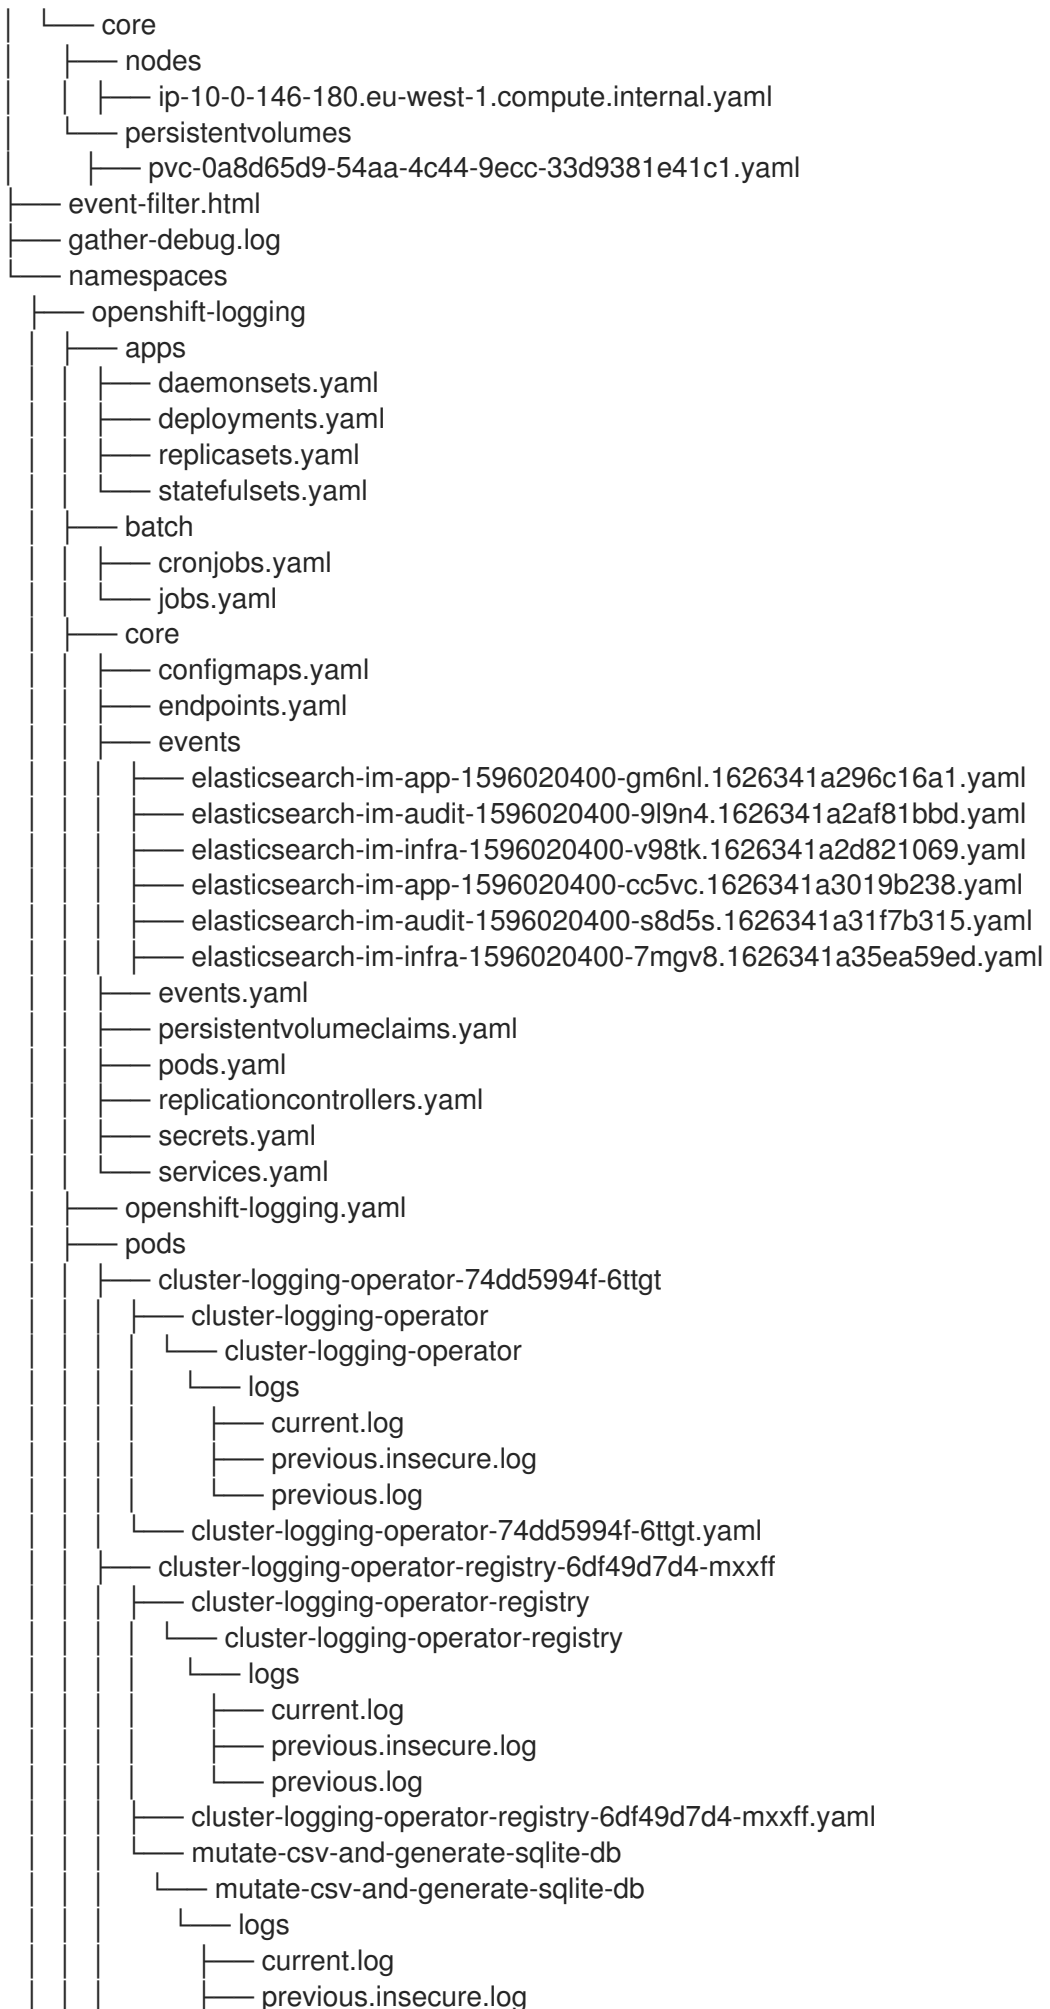 │   └── core
│       ├── nodes
│       │   ├── ip-10-0-146-180.eu-west-1.compute.internal.yaml
│       └── persistentvolumes
│           ├── pvc-0a8d65d9-54aa-4c44-9ecc-33d9381e41c1.yaml
├── event-filter.html
├── gather-debug.log
└── namespaces
    ├── openshift-logging
    │   ├── apps
    │   │   ├── daemonsets.yaml
    │   │   ├── deployments.yaml
    │   │   ├── replicasets.yaml
    │   │   └── statefulsets.yaml
    │   ├── batch
    │   │   ├── cronjobs.yaml
    │   │   └── jobs.yaml
    │   ├── core
    │   │   ├── configmaps.yaml
    │   │   ├── endpoints.yaml
    │   │   ├── events
    │   │   │   ├── elasticsearch-im-app-1596020400-gm6nl.1626341a296c16a1.yaml
    │   │   │   ├── elasticsearch-im-audit-1596020400-9l9n4.1626341a2af81bbd.yaml
    │   │   │   ├── elasticsearch-im-infra-1596020400-v98tk.1626341a2d821069.yaml
    │   │   │   ├── elasticsearch-im-app-1596020400-cc5vc.1626341a3019b238.yaml
    │   │   │   ├── elasticsearch-im-audit-1596020400-s8d5s.1626341a31f7b315.yaml
    │   │   │   ├── elasticsearch-im-infra-1596020400-7mgv8.1626341a35ea59ed.yaml
    │   │   ├── events.yaml
    │   │   ├── persistentvolumeclaims.yaml
    │   │   ├── pods.yaml
    │   │   ├── replicationcontrollers.yaml
    │   │   ├── secrets.yaml
    │   │   └── services.yaml
    │   ├── openshift-logging.yaml
    │   ├── pods
    │   │   ├── cluster-logging-operator-74dd5994f-6ttgt
    │   │   │   ├── cluster-logging-operator
    │   │   │   │   └── cluster-logging-operator
    │   │   │   │       └── logs
    │   │   │   │           ├── current.log
    │   │   │   │           ├── previous.insecure.log
    │   │   │   │           └── previous.log
    │   │   │   └── cluster-logging-operator-74dd5994f-6ttgt.yaml
    │   │   ├── cluster-logging-operator-registry-6df49d7d4-mxxff
    │   │   │   ├── cluster-logging-operator-registry
    │   │   │   │   └── cluster-logging-operator-registry
    │   │   │   │       └── logs
    │   │   │   │           ├── current.log
    │   │   │   │           ├── previous.insecure.log
    │   │   │   │           └── previous.log
    │   │   │   ├── cluster-logging-operator-registry-6df49d7d4-mxxff.yaml
    │   │   │   └── mutate-csv-and-generate-sqlite-db
    │   │   │       └── mutate-csv-and-generate-sqlite-db
    │   │   │           └── logs
    │   │   │               ├── current.log
    │   │   │               ├── previous.insecure.log